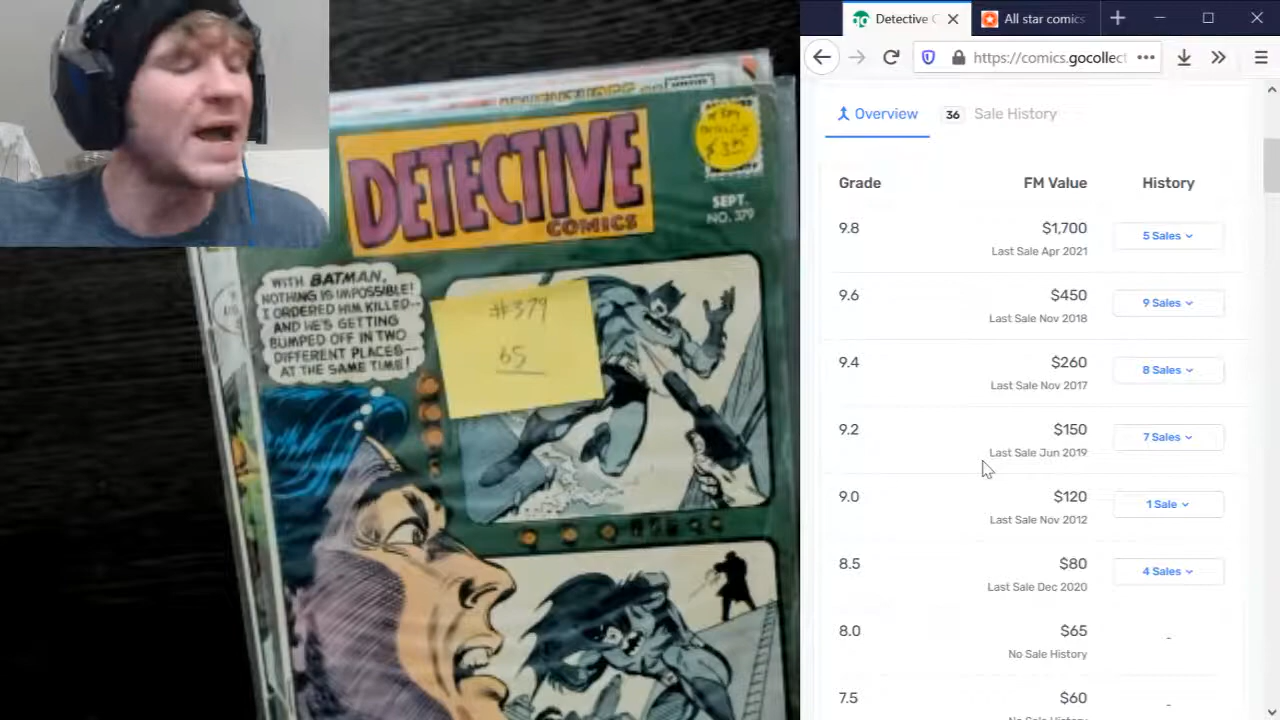 DETECTIVE
COMICS
SEPT.
NO. 379
WITH BATMAN,
NOTHING IS IMPOSSIBLE!
I ORDERED HIM KILLED--
AND HE'S GETTING
BUMPED OFF IN TWO
DIFFERENT PLACES--
AT THE SAME TIME!
#379
65
Detective C
All star comics
https://comics.gocollect
Overview
36
Sale History
Grade FM Value History
9.8 $1,700 5 Sales
Last Sale Apr 2021
9.6 $450 9 Sales
Last Sale Nov 2018
9.4 $260 8 Sales
Last Sale Nov 2017
9.2 $150 7 Sales
Last Sale Jun 2019
9.0 $120 1 Sale
Last Sale Nov 2012
8.5 $80 4 Sales
Last Sale Dec 2020
8.0 $65 -
No Sale History
7.5 $60 -
No Sale History